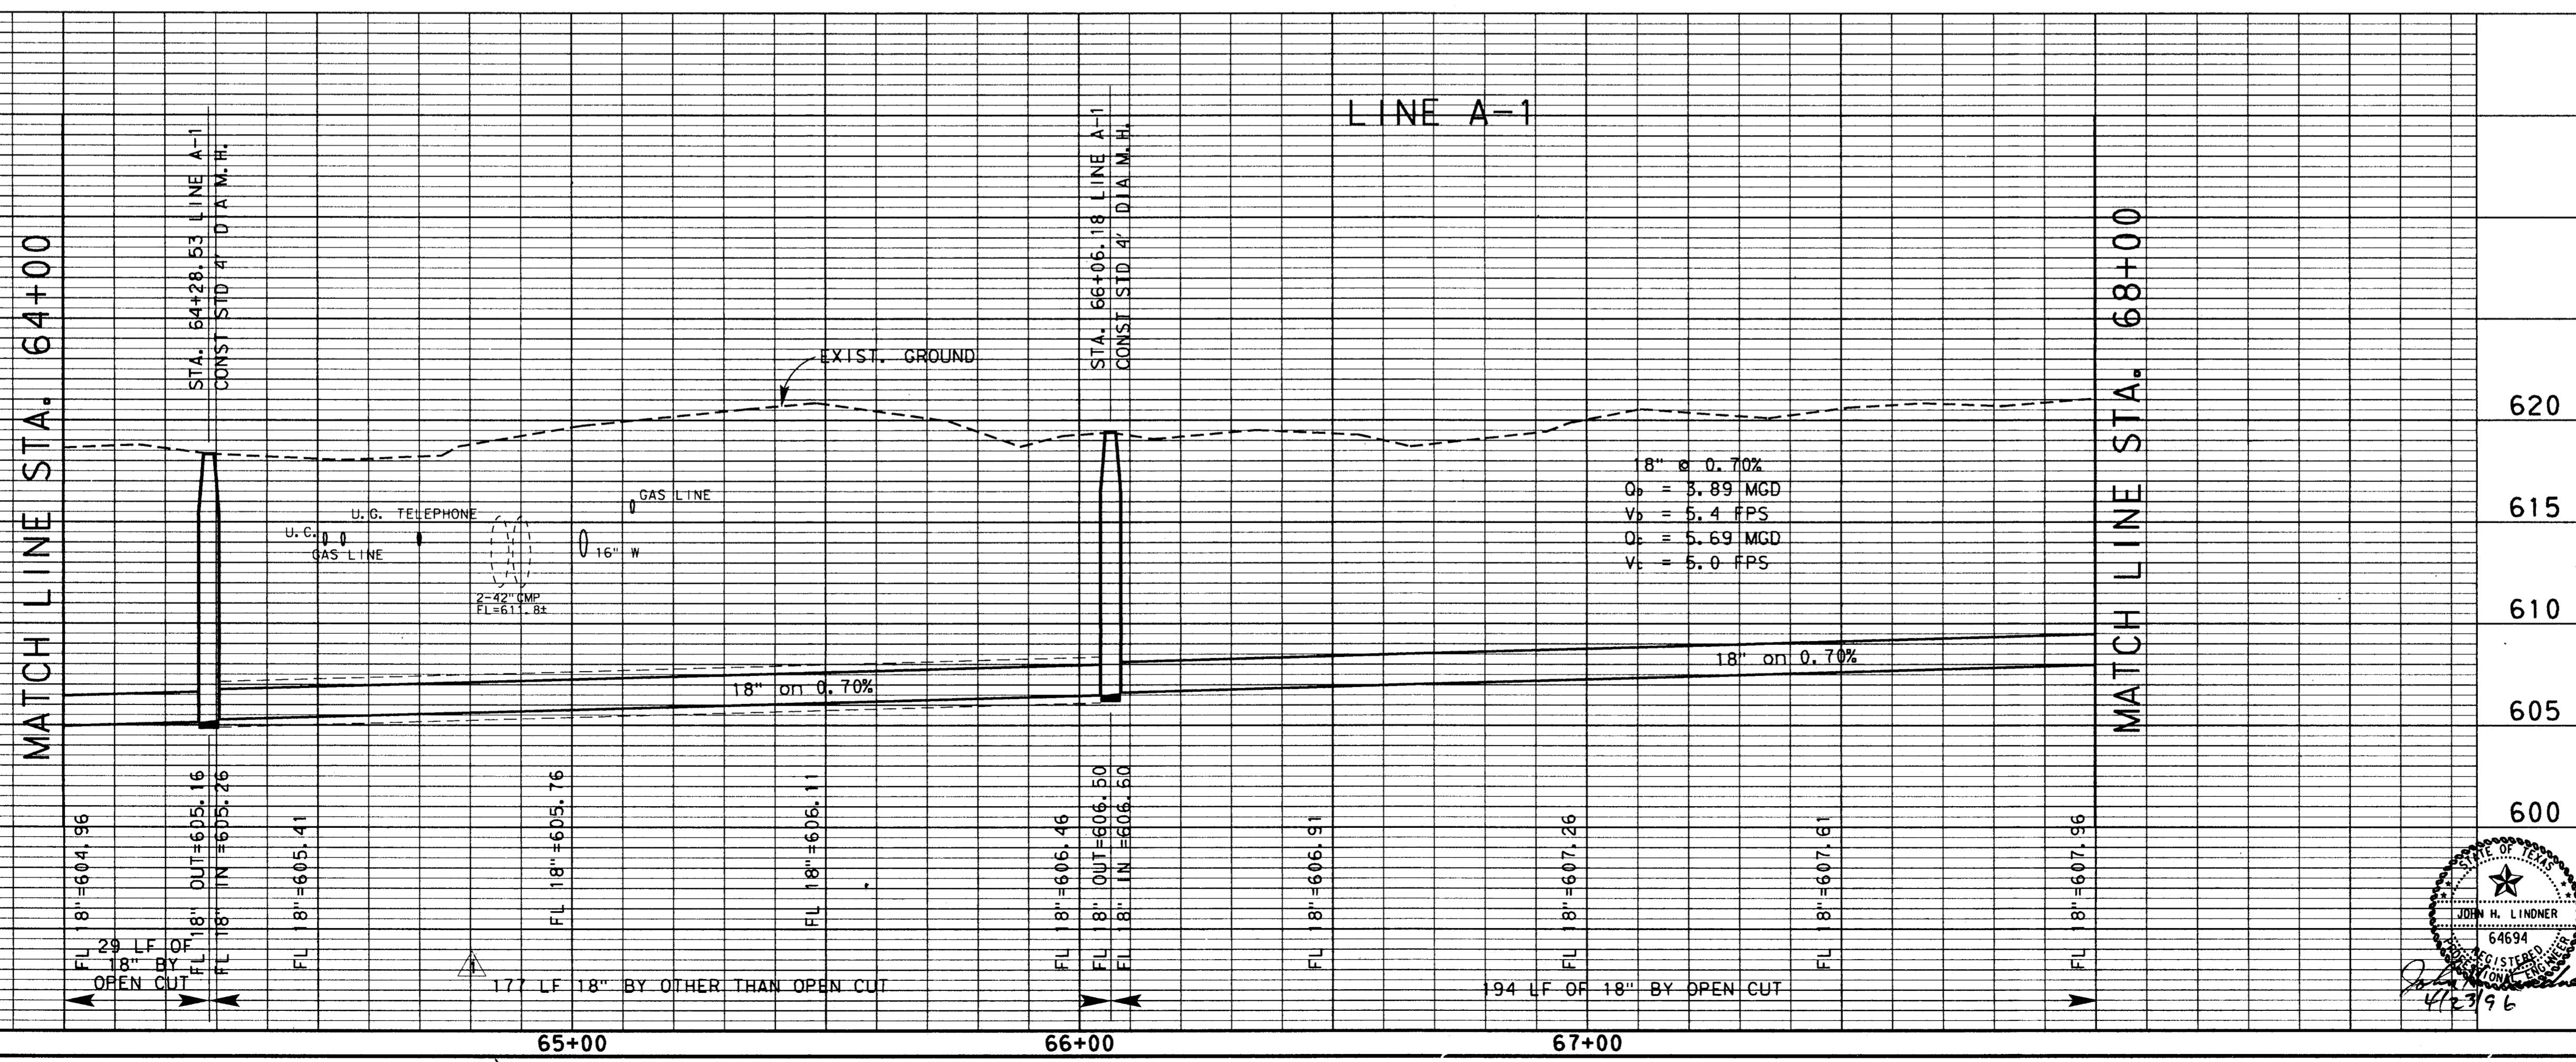 LINE A-1
MATCH LINE STA. 64+00
STA. 64+28.53 LINE A-1
CONST STD 4' DIA M.H.
EXIST. GROUND
STA. 66+06.18 LINE A-1
CONST STD 4' DIA M.H.
MATCH LINE STA. 68+00
620
615
610
605
600
GAS LINE
U.G. TELEPHONE
U.C.
GAS LINE
16" W
2-42" CMP
FL=611.8±
18" @ 0.70%
Qp = 3.89 MGD
Vp = 5.4 FPS
= 5.69 MGD
= 5.0 FPS
18" on 0.70%
18" on 0.70%
FL 18"=604.96
FL 18" OUT=605.16
FL 18" IN =605.26
FL 18"=605.41
FL 18"=605.76
FL 18"=606.11
FL 18"=606.46
FL 18" OUT=606.50
FL 18" IN =606.60
FL 18"=606.91
FL 18"=607.26
FL 18"=607.61
FL 18"=607.96
29 LF OF
18" BY
OPEN CUT
1
177 LF 18" BY OTHER THAN OPEN CUT
194 LF OF 18" BY OPEN CUT
65+00
66+00
67+00
STATE OF TEXAS
JOHN H. LINDNER
64694
REGISTERED
PROFESSIONAL ENGINEER
4/23/96